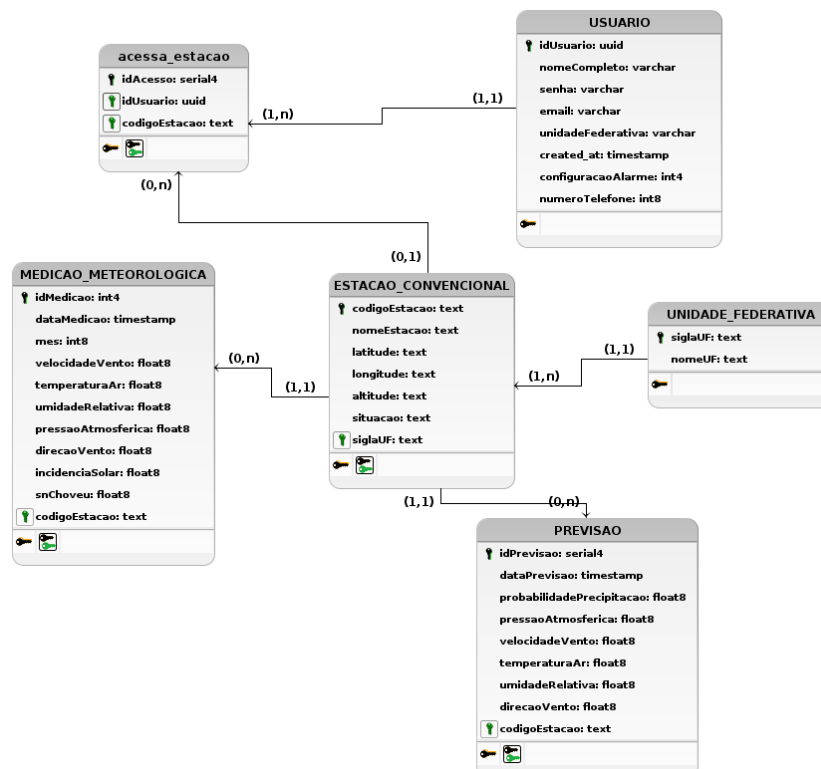 acessa_estacao
idAcesso: serial4
idUsuario: uuid
codigoEstacao: text
(1,n)
(0,n)
(1,1)
USUARIO
idUsuario: uuid
nomeCompleto: varchar
senha: varchar
email: varchar
unidadeFederativa: varchar
created_at: timestamp
configuracaoAlarme: int4
numeroTelefone: int8
(0,1)
MEDICAO_METEOROLOGICA
idMedicao: int4
dataMedicao: timestamp
mes: int8
velocidadeVento: float8
temperaturaAr: float8
umidadeRelativa: float8
pressaoAtmosferica: float8
direcaoVento: float8
incidenciaSolar: float8
snChoveu: float8
codigoEstacao: text
(0,n)
(1,1)
ESTACAO_CONVENCIONAL
codigoEstacao: text
nomeEstacao: text
latitude: text
longitude: text
altitude: text
situacao: text
siglaUF: text
(1,1)
(1,n)
UNIDADE_FEDERATIVA
siglaUF: text
nomeUF: text
(1,1)
(0,n)
PREVISAO
idPrevisao: serial4
dataPrevisao: timestamp
probabilidadePrecipitacao: float8
pressaoAtmosferica: float8
velocidadeVento: float8
temperaturaAr: float8
umidadeRelativa: float8
direcaoVento: float8
codigoEstacao: text